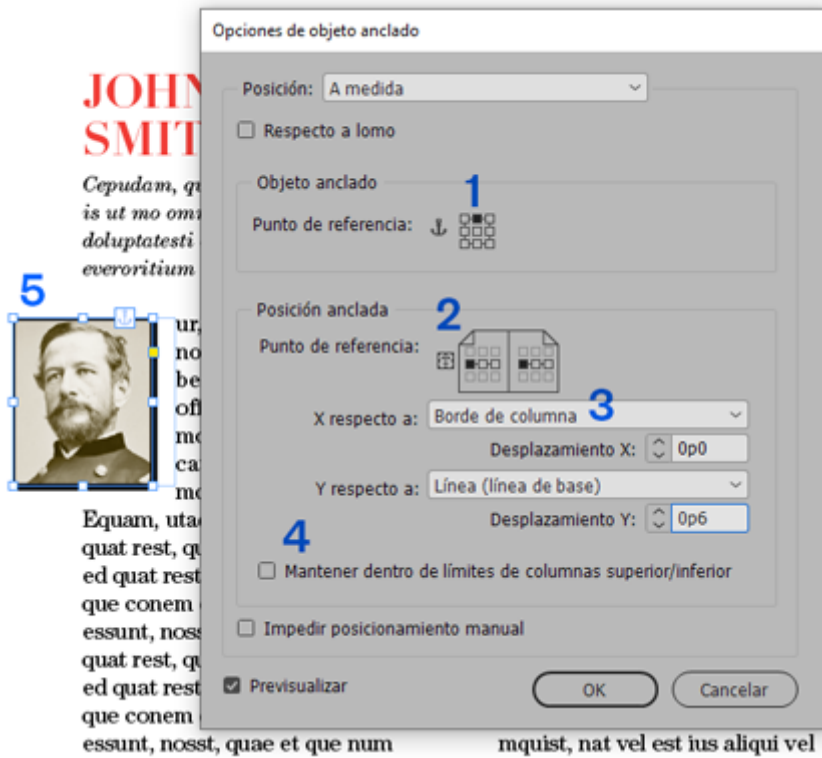 Opciones de objeto anclado
Posición: A medida
Respecto a lomo
Objeto anclado
1
Punto de referencia:
Posición anclada
2
Punto de referencia:
X respecto a: Borde de columna 3
Desplazamiento X: 0p0
Y respecto a: Línea (línea de base)
Desplazamiento Y: 0p6
4
Mantener dentro de límites de columnas superior/inferior
Impedir posicionamiento manual
Previsualizar
OK
Cancelar
JOHN
SMIT
Cepudam, qu
is ut mo omn
doluptatesti
everoritium
5
ur,
no
be
off
mo
ca
mo
Equam, utae
quat rest, qu
ed quat rest
que conem
essunt, noss
quat rest, qu
ed quat rest
que conem
essunt, nosst, quae et que num
mquist, nat vel est ius aliqui vel